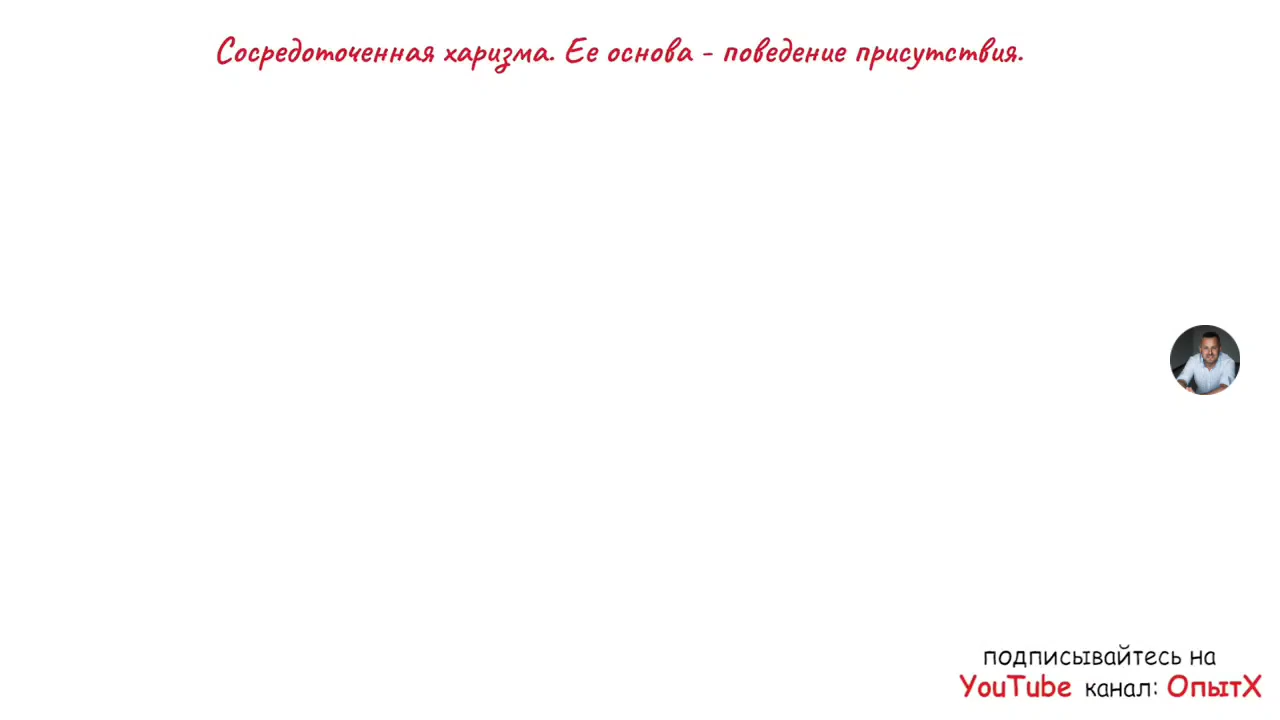 Сосредоточенная харизма. Ее основа - поведение присутствия.
подписывайтесь на
YouTube канал: ОпытХ